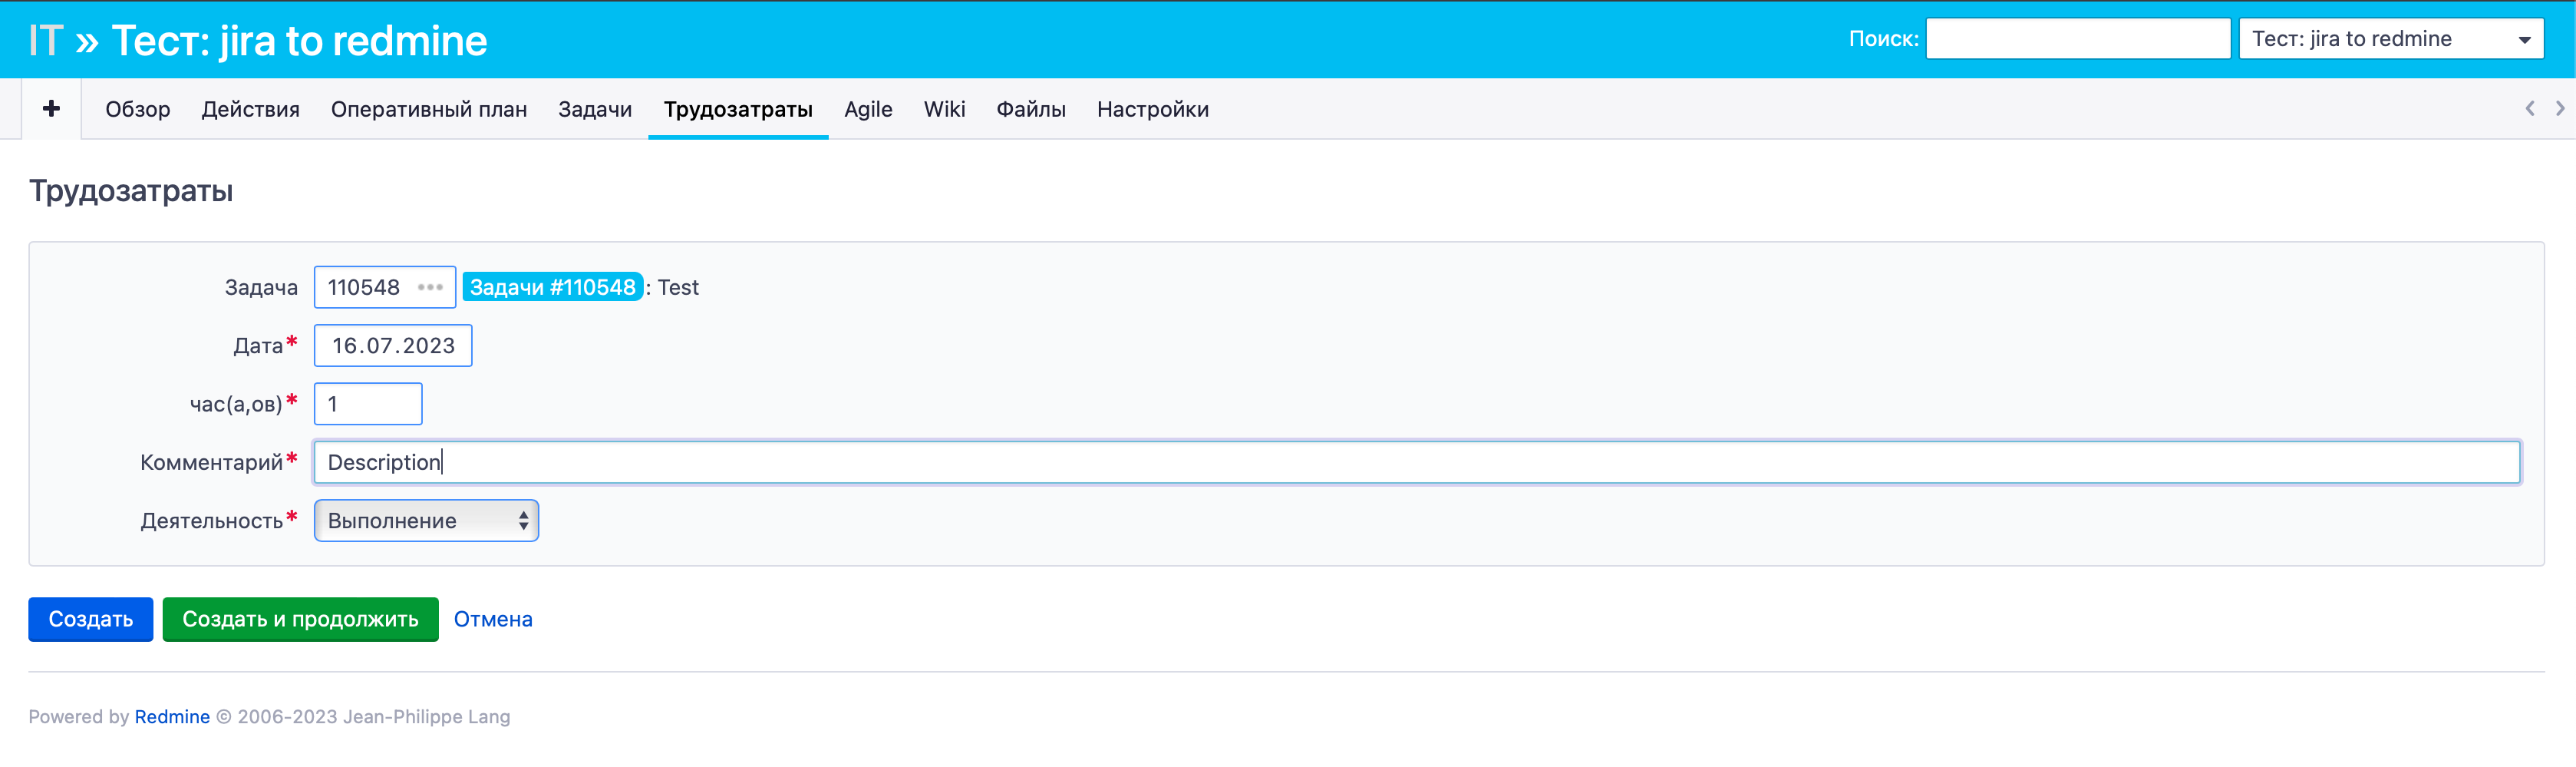 IT » Тест: jira to redmine
Поиск: Тест: jira to redmine
+ Обзор Действия Оперативный план Задачи Трудозатраты Agile Wiki Файлы Настройки
Трудозатраты
Задача 110548 Задачи #110548 : Test
Дата* 16.07.2023
час(а,ов)* 1
Комментарий* Description
Деятельность* Выполнение
Создать Создать и продолжить Отмена
Powered by Redmine © 2006-2023 Jean-Philippe Lang